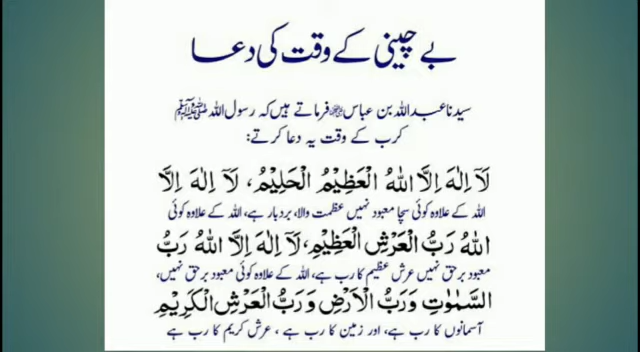 بے چینی کے وقت کی دعا
سیدنا عبداللہ بن عباس رضی اللہ عنہ فرماتے ہیں کہ رسول اللہ ﷺ
کرب کے وقت یہ دعا کرتے:
لَآ اِلٰهَ اِلَّا اللهُ الْعَظِيْمُ الْحَلِيْمُ، لَآ اِلٰهَ اِلَّا
اللہ کے علاوہ کوئی سچا معبود نہیں عظمت والا، بردبار ہے، اللہ کے علاوہ کوئی
اللهُ رَبُّ الْعَرْشِ الْعَظِيْمِ، لَآ اِلٰهَ اِلَّا اللهُ رَبُّ
معبود برحق نہیں عرش عظیم کا رب ہے، اللہ کے علاوہ کوئی معبود برحق نہیں،
السَّمٰوٰتِ وَرَبُّ الْاَرْضِ وَرَبُّ الْعَرْشِ الْكَرِيْمِ
آسمانوں کا رب ہے، اور زمین کا رب ہے، عرش کریم کا رب ہے